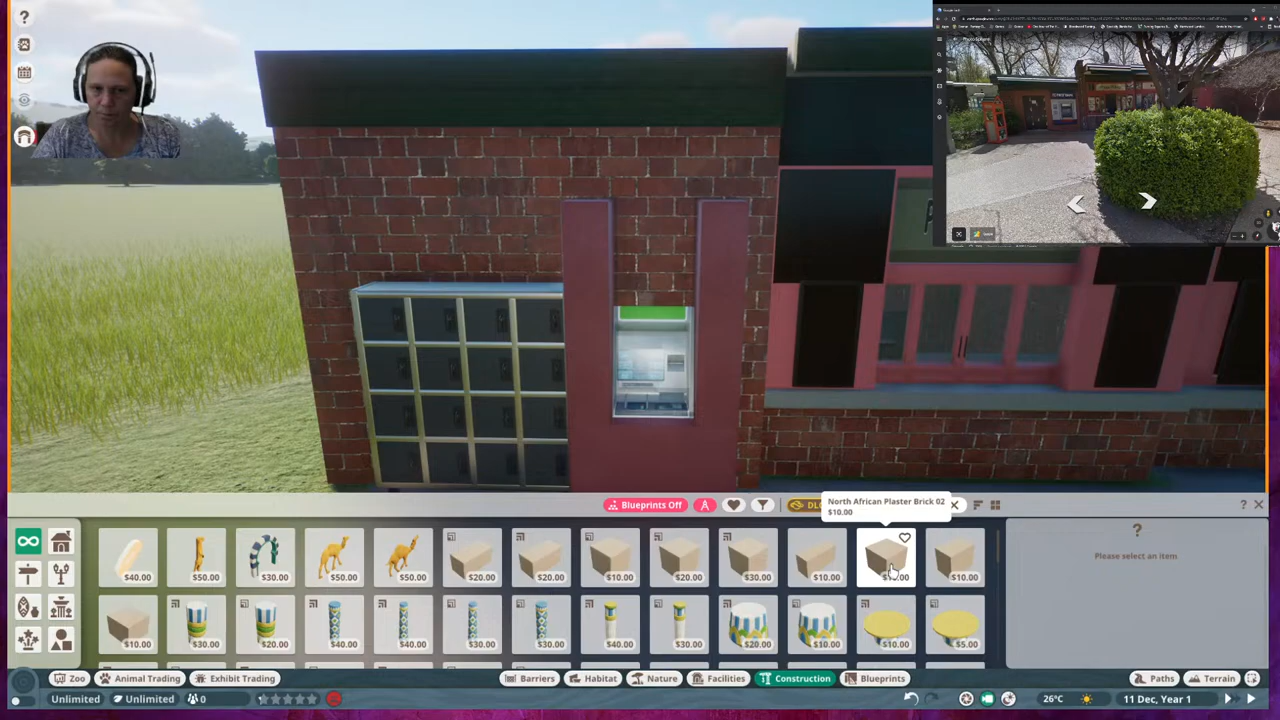 North African Plaster Brick 02
$10.00
Blueprints Off
?
Please select an item.
$40.00 $50.00 $30.00 $50.00 $50.00 $20.00 $20.00 $10.00 $20.00 $30.00 $10.00 $10.00
$10.00 $30.00 $20.00 $40.00 $40.00 $30.00 $30.00 $40.00 $30.00 $20.00 $10.00 $10.00 $5.00
Zoo Animal Trading Exhibit Trading Barriers Habitat Nature Facilities Construction Blueprints Paths Terrain
Unlimited Unlimited 0 26°C 11 Dec, Year 1